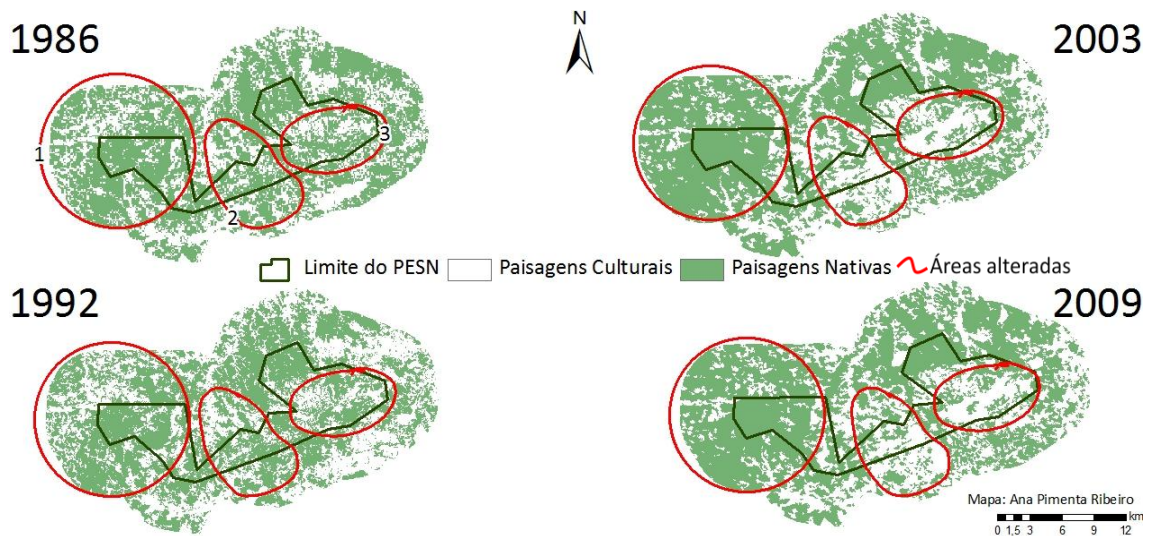 1986
N
2003
1
2
3
Limite do PESN
Paisagens Culturais
Paisagens Nativas
Áreas alteradas
1992
2009
Mapa: Ana Pimenta Ribeiro
km
0 1,5 3 6 9 12